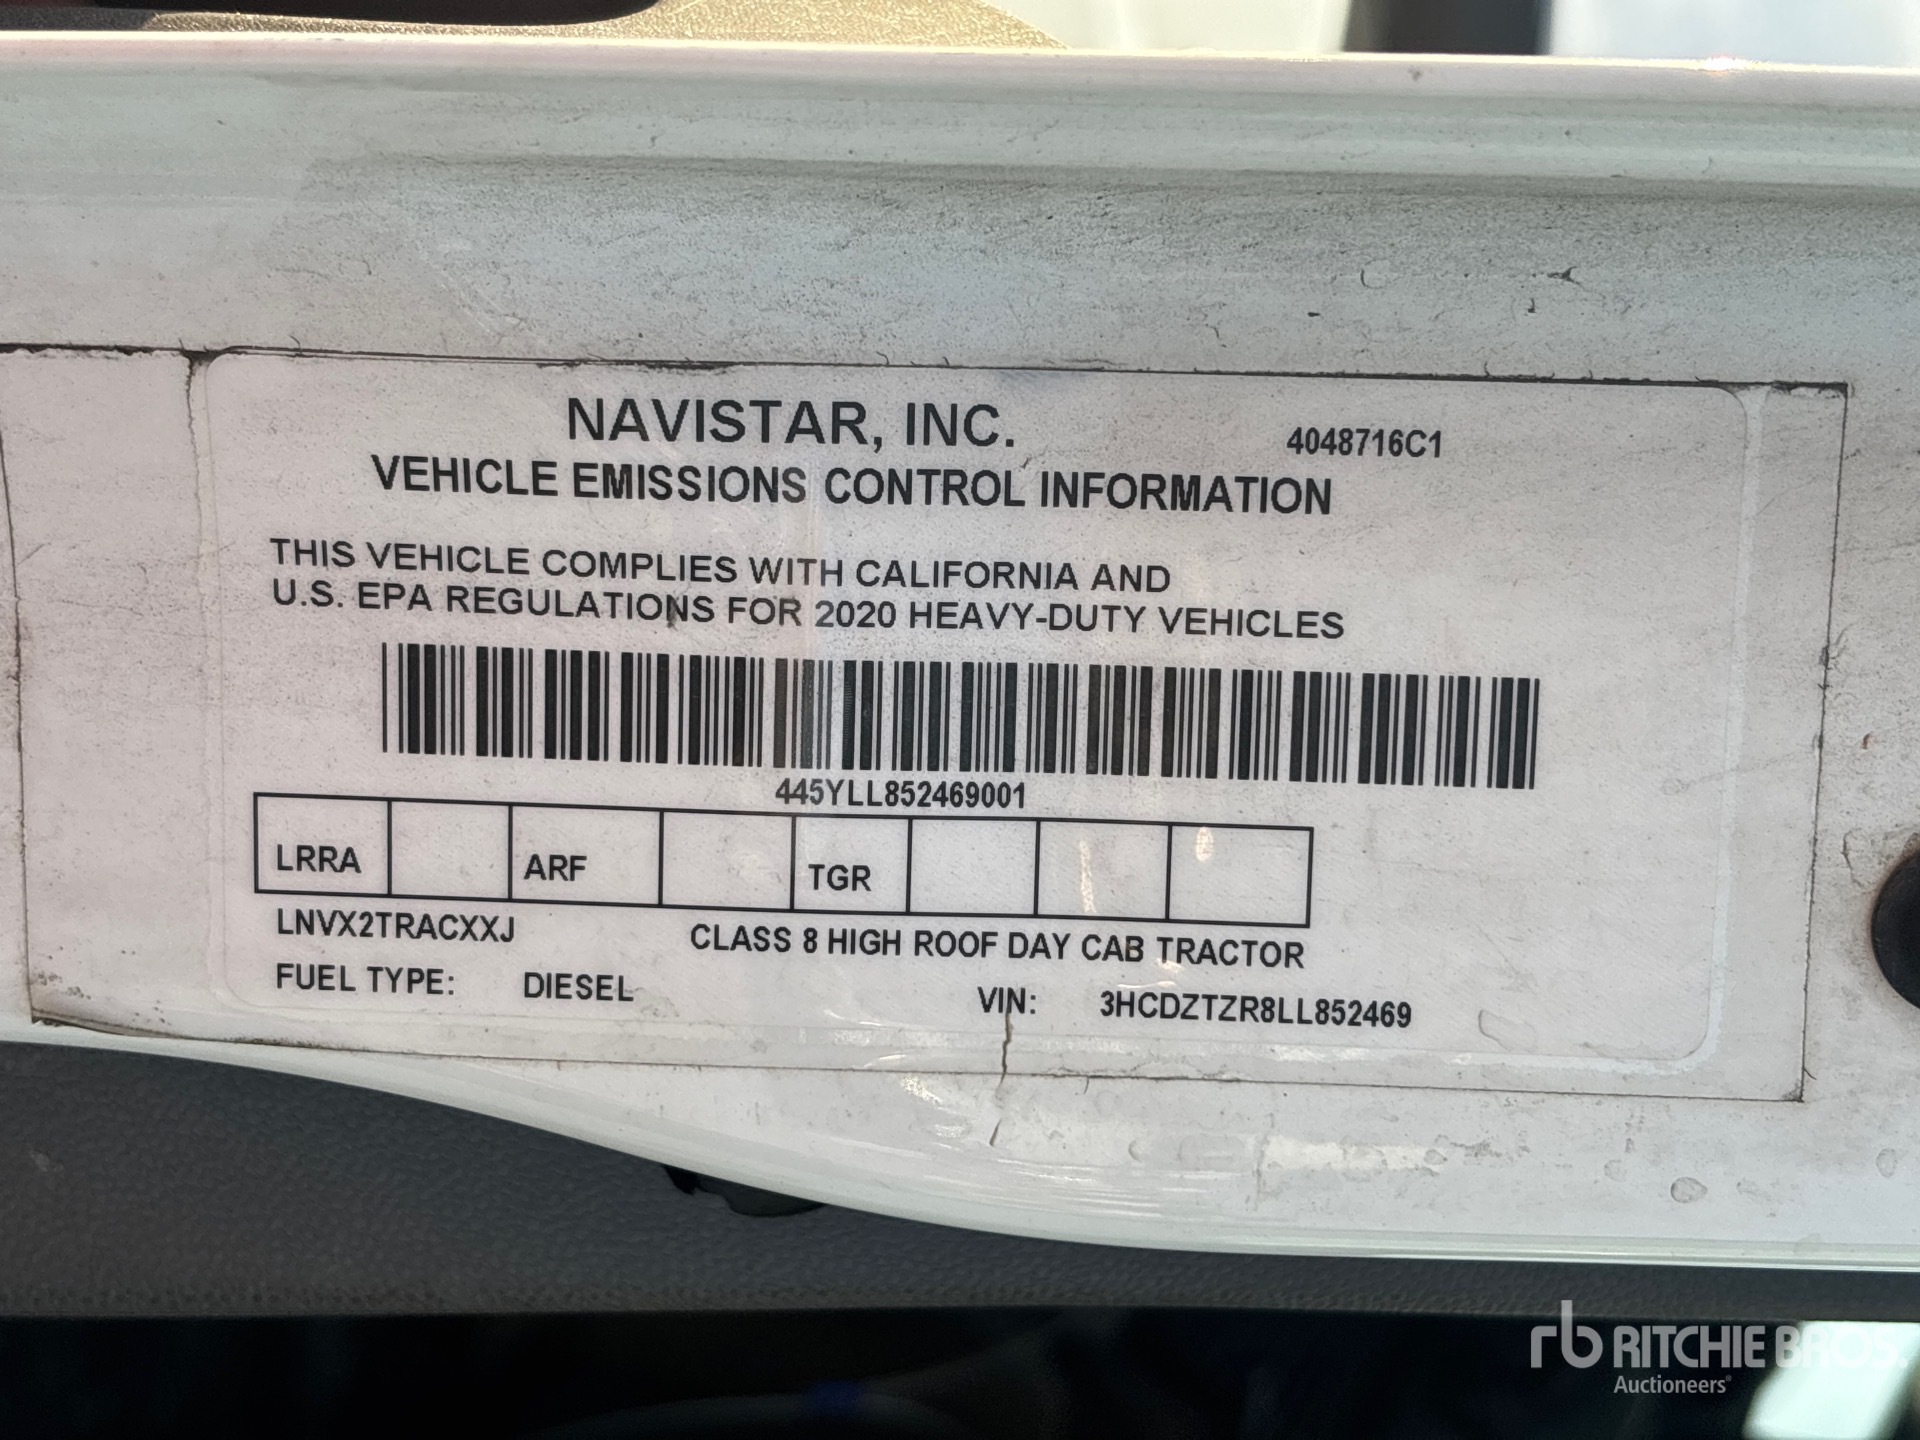 NAVISTAR, INC.
4048716C1
VEHICLE EMISSIONS CONTROL INFORMATION
THIS VEHICLE COMPLIES WITH CALIFORNIA AND
U.S. EPA REGULATIONS FOR 2020 HEAVY-DUTY VEHICLES
445YLL852469001
LRRA ARF TGR
LNVX2TRACXXJ CLASS 8 HIGH ROOF DAY CAB TRACTOR
FUEL TYPE: DIESEL VIN: 3HCDZTZR8LL852469
rb RITCHIE BROS.
Auctioneers®